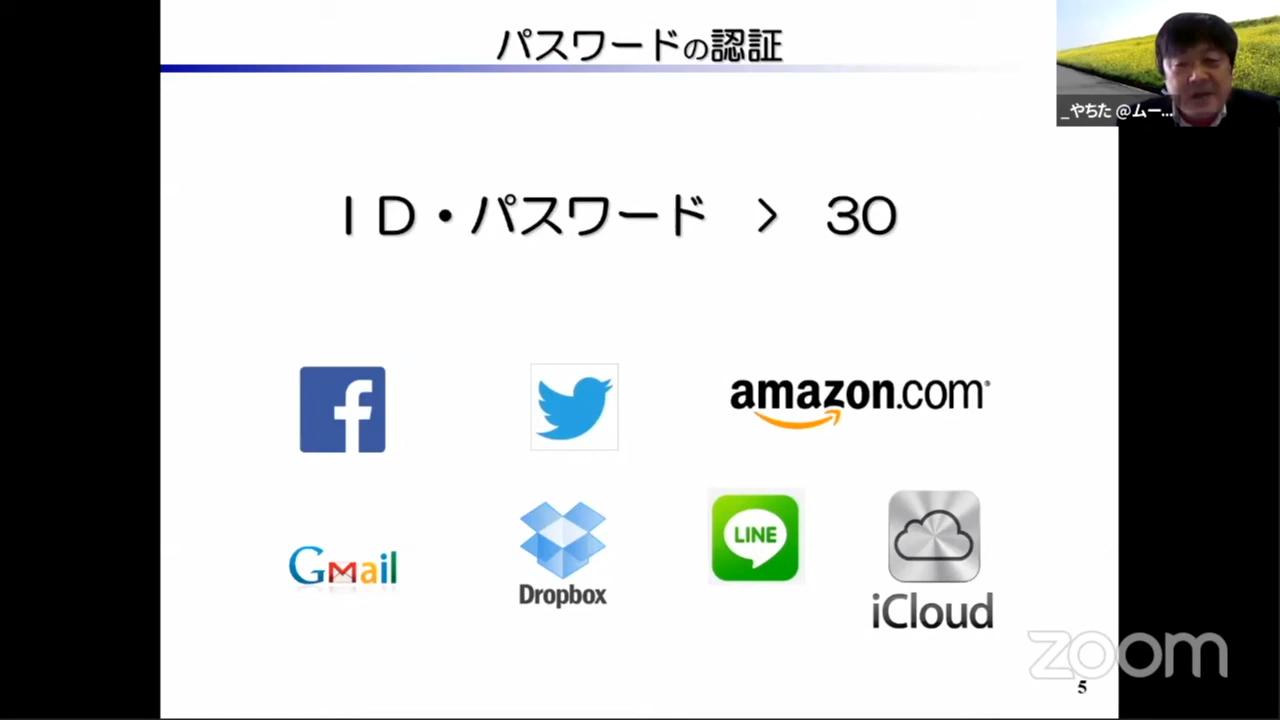 パスワードの認証
_やちた @ムー...
ID・パスワード > 30
f
amazon.com
Gmail
Dropbox
LINE
iCloud
zoom
5